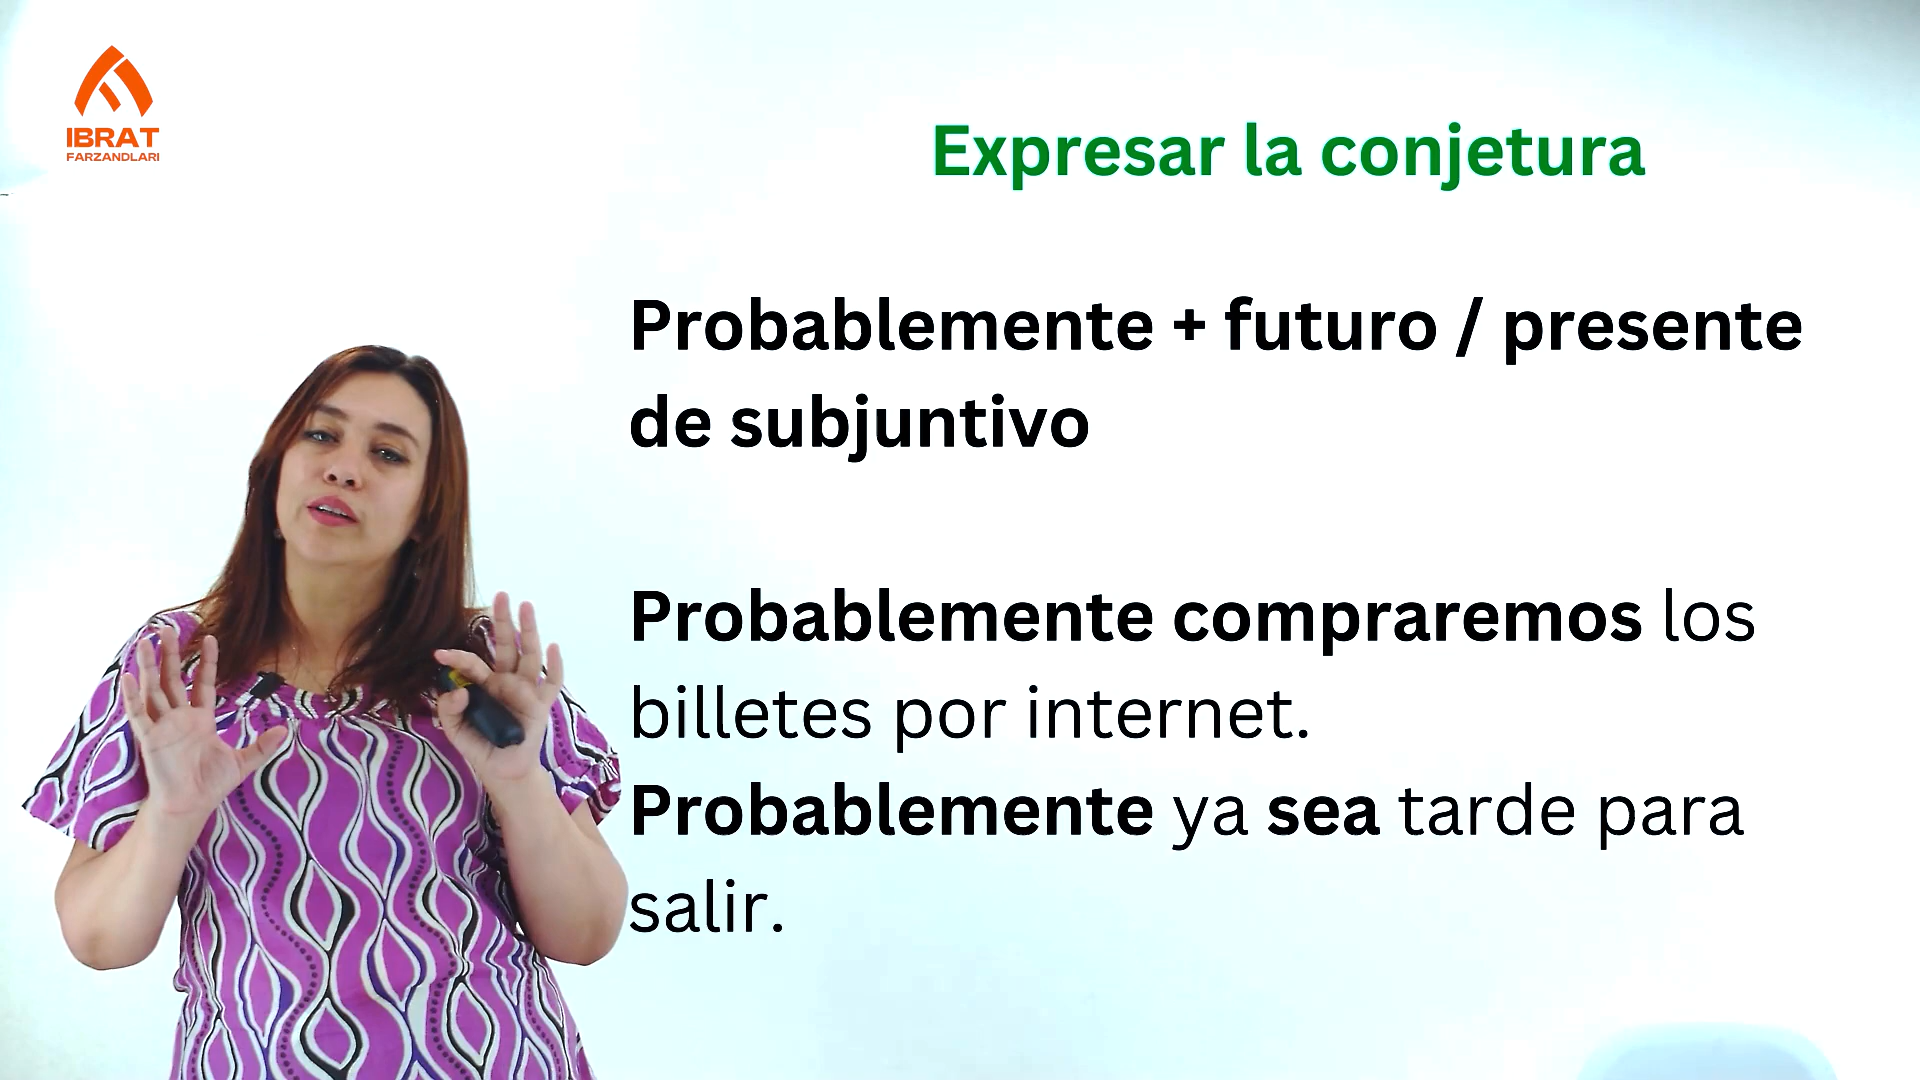 IBRAT
FARZANDLARI
Expresar la conjetura
Probablemente + futuro / presente
de subjuntivo
Probablemente compraremos los
billetes por internet.
Probablemente ya sea tarde para
salir.